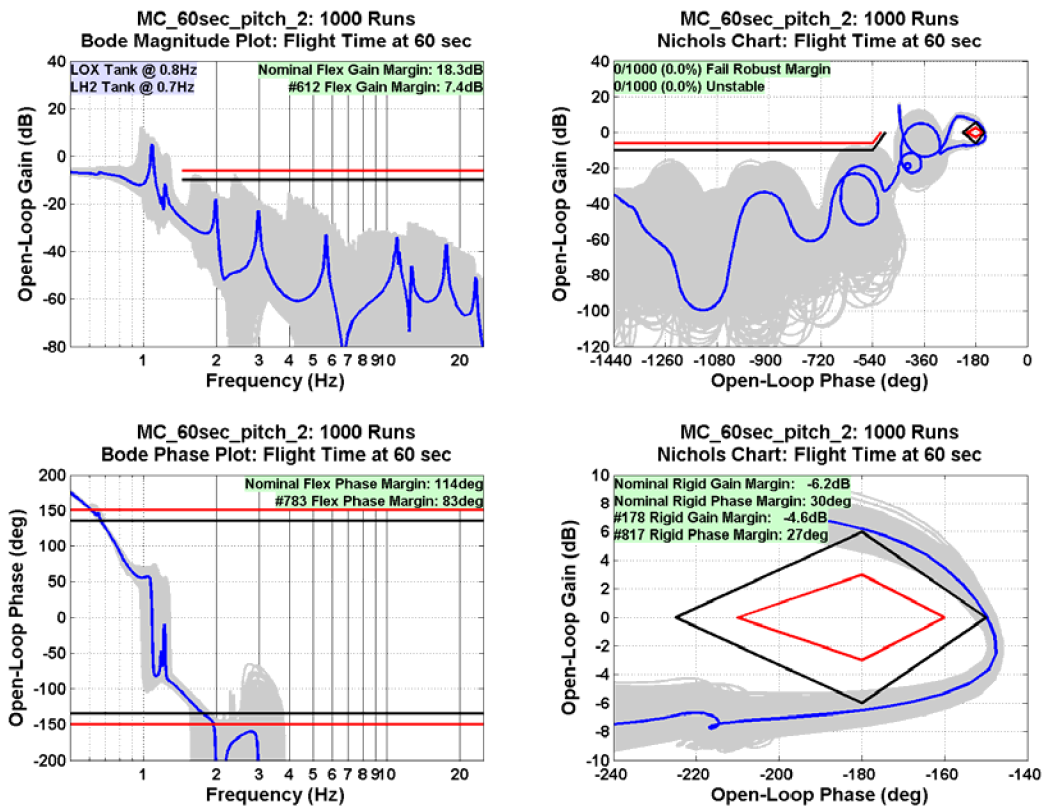 MC_60sec_pitch_2: 1000 Runs
Bode Magnitude Plot: Flight Time at 60 sec
LOX Tank @ 0.8Hz
LH2 Tank @ 0.7Hz
Nominal Flex Gain Margin: 18.3dB
#612 Flex Gain Margin: 7.4dB
Open-Loop Gain (dB)
40
20
0
-20
-40
-60
-80
1 2 3 4 5 6 7 8 9 10 20
Frequency (Hz)
MC_60sec_pitch_2: 1000 Runs
Nichols Chart: Flight Time at 60 sec
0/1000 (0.0%) Fail Robust Margin
0/1000 (0.0%) Unstable
Open-Loop Gain (dB)
40
20
0
-20
-40
-60
-80
-100
-120
-1440 -1260 -1080 -900 -720 -540 -360 -180 0
Open-Loop Phase (deg)
MC_60sec_pitch_2: 1000 Runs
Bode Phase Plot: Flight Time at 60 sec
Nominal Flex Phase Margin: 114deg
#783 Flex Phase Margin: 83deg
Open-Loop Phase (deg)
200
150
100
50
0
-50
-100
-150
-200
1 2 3 4 5 6 7 8 9 10 20
Frequency (Hz)
MC_60sec_pitch_2: 1000 Runs
Nichols Chart: Flight Time at 60 sec
Nominal Rigid Gain Margin: -6.2dB
Nominal Rigid Phase Margin: 30deg
#178 Rigid Gain Margin: -4.6dB
#817 Rigid Phase Margin: 27deg
Open-Loop Gain (dB)
10
8
6
4
2
0
-2
-4
-6
-8
-10
-240 -220 -200 -180 -160 -140
Open-Loop Phase (deg)